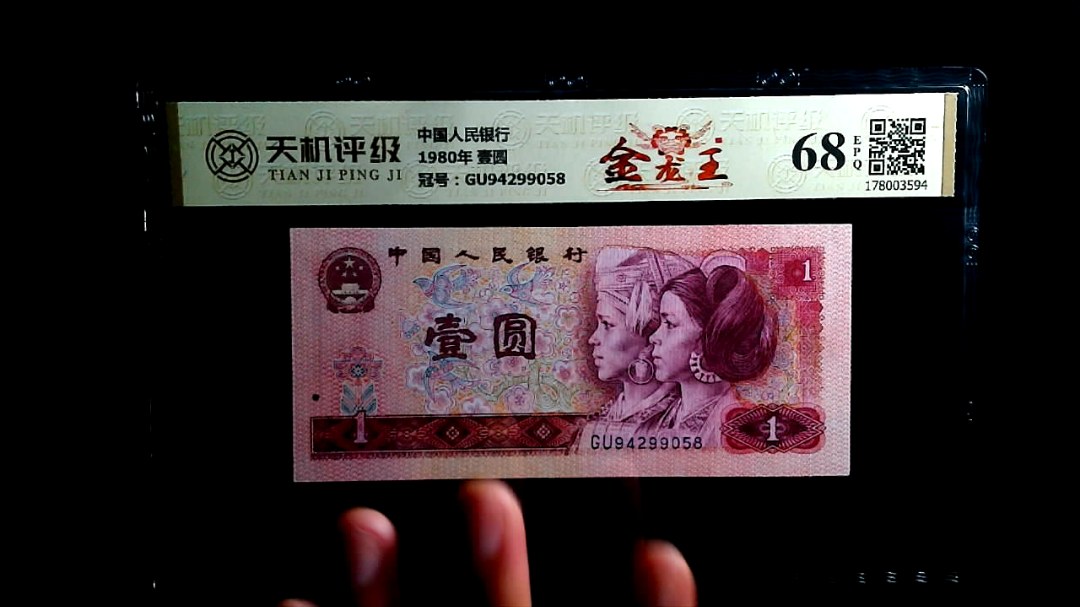 天机评级
TIAN JI PING JI
中国人民银行
1980年 壹圆
冠号：GU94299058
金龙王
68
EPQ
178003594
中国人民银行
1
壹圆
1
GU94299058
1